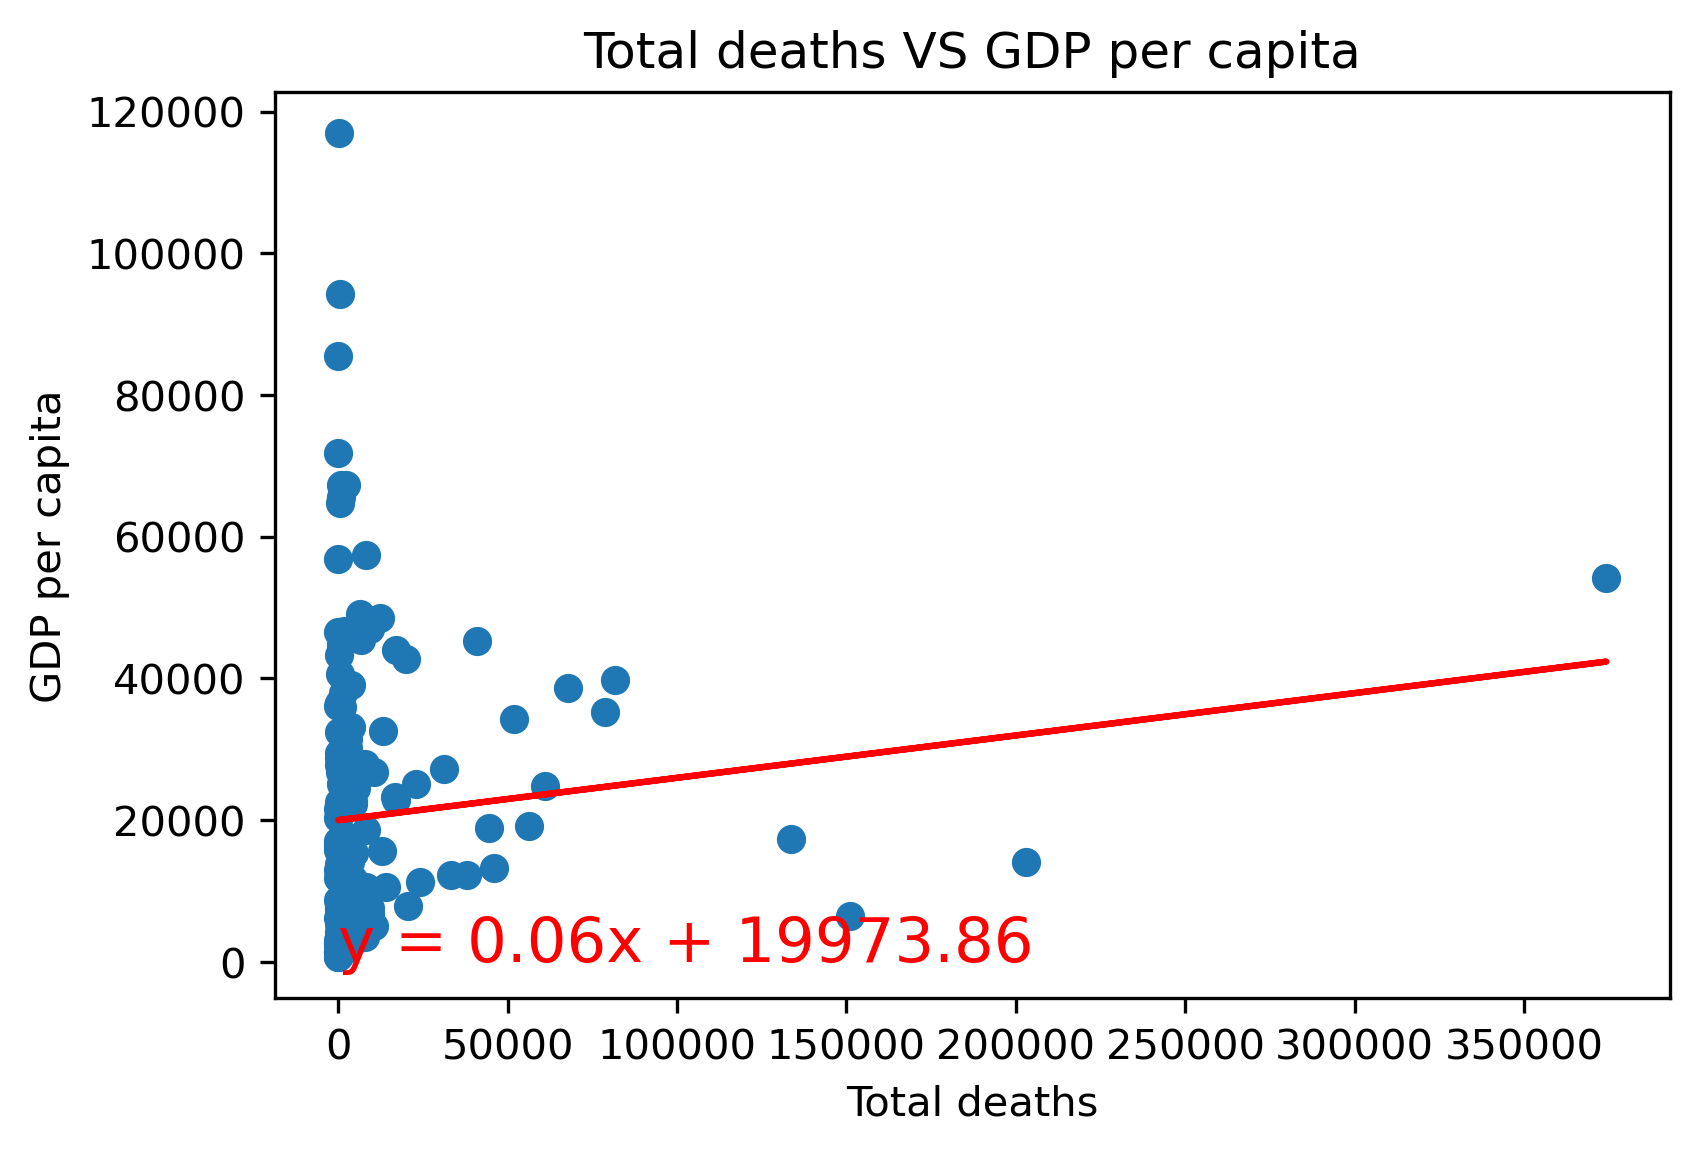 Total deaths VS GDP per capita
120000
100000
80000
60000
40000
20000
0
GDP per capita
y = 0.06x + 19973.86
0 50000 100000 150000 200000 250000 300000 350000
Total deaths